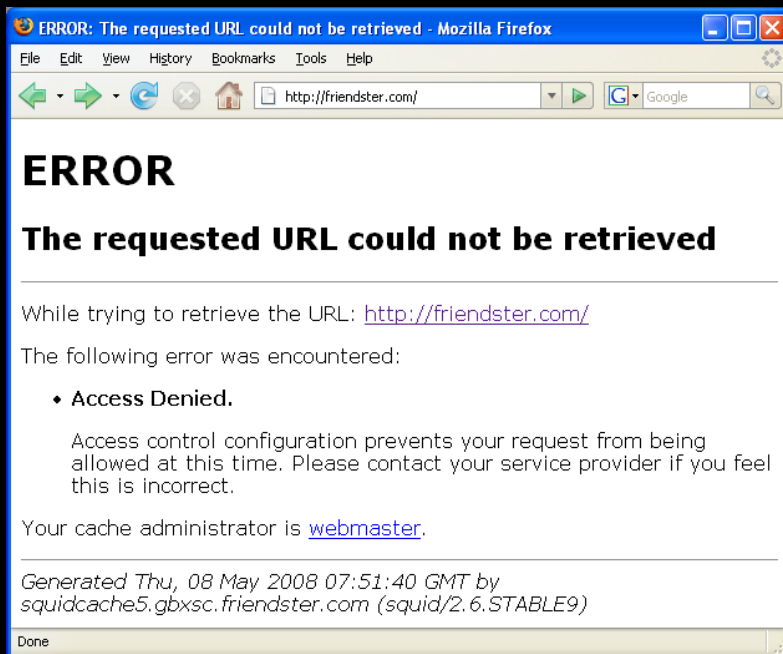 ERROR: The requested URL could not be retrieved - Mozilla Firefox
File Edit View History Bookmarks Tools Help
http://friendster.com/ G Google
ERROR
The requested URL could not be retrieved
While trying to retrieve the URL: http://friendster.com/
The following error was encountered:
• Access Denied.
Access control configuration prevents your request from being
allowed at this time. Please contact your service provider if you feel
this is incorrect.
Your cache administrator is webmaster.
Generated Thu, 08 May 2008 07:51:40 GMT by
squidcache5.gbxsc.friendster.com (squid/2.6.STABLE9)
Done